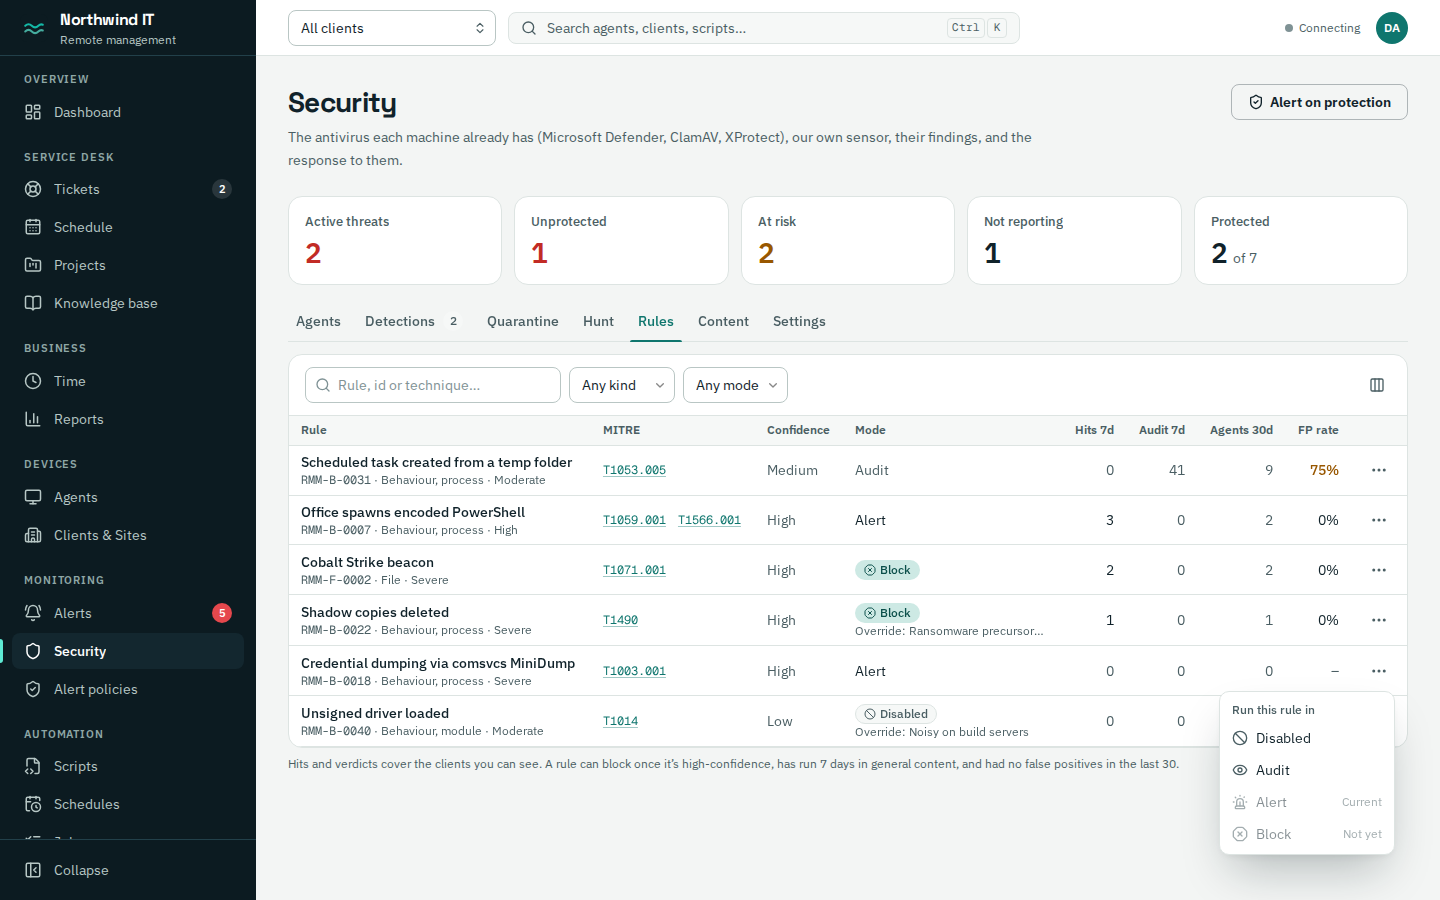 Northwind IT
Remote management
All clients
Search agents, clients, scripts...
Ctrl K
Connecting
DA
OVERVIEW
Dashboard
SERVICE DESK
Tickets 2
Schedule
Projects
Knowledge base
BUSINESS
Time
Reports
DEVICES
Agents
Clients & Sites
MONITORING
Alerts 5
Security
Alert policies
AUTOMATION
Scripts
Schedules
Collapse
Security
Alert on protection
The antivirus each machine already has (Microsoft Defender, ClamAV, XProtect), our own sensor, their findings, and the
response to them.
Active threats
2
Unprotected
1
At risk
2
Not reporting
1
Protected
2 of 7
Agents Detections 2 Quarantine Hunt Rules Content Settings
Rule, id or technique...
Any kind
Any mode
Rule MITRE Confidence Mode Hits 7d Audit 7d Agents 30d FP rate
Scheduled task created from a temp folder
RMM-B-0031 · Behaviour, process · Moderate
T1053.005 Medium Audit 0 41 9 75%
Office spawns encoded PowerShell
RMM-B-0007 · Behaviour, process · High
T1059.001 T1566.001 High Alert 3 0 2 0%
Cobalt Strike beacon
RMM-F-0002 · File · Severe
T1071.001 High Block 2 0 2 0%
Shadow copies deleted
RMM-B-0022 · Behaviour, process · Severe
T1490 High Block 1 0 1 0%
Override: Ransomware precursor...
Credential dumping via comsvcs MiniDump
RMM-B-0018 · Behaviour, process · Severe
T1003.001 High Alert 0 0 0 –
Unsigned driver loaded
RMM-B-0040 · Behaviour, module · Moderate
T1014 Low Disabled 0 0
Override: Noisy on build servers
Hits and verdicts cover the clients you can see. A rule can block once it's high-confidence, has run 7 days in general content, and had no false positives in the last 30.
Run this rule in
Disabled
Audit
Alert Current
Block Not yet